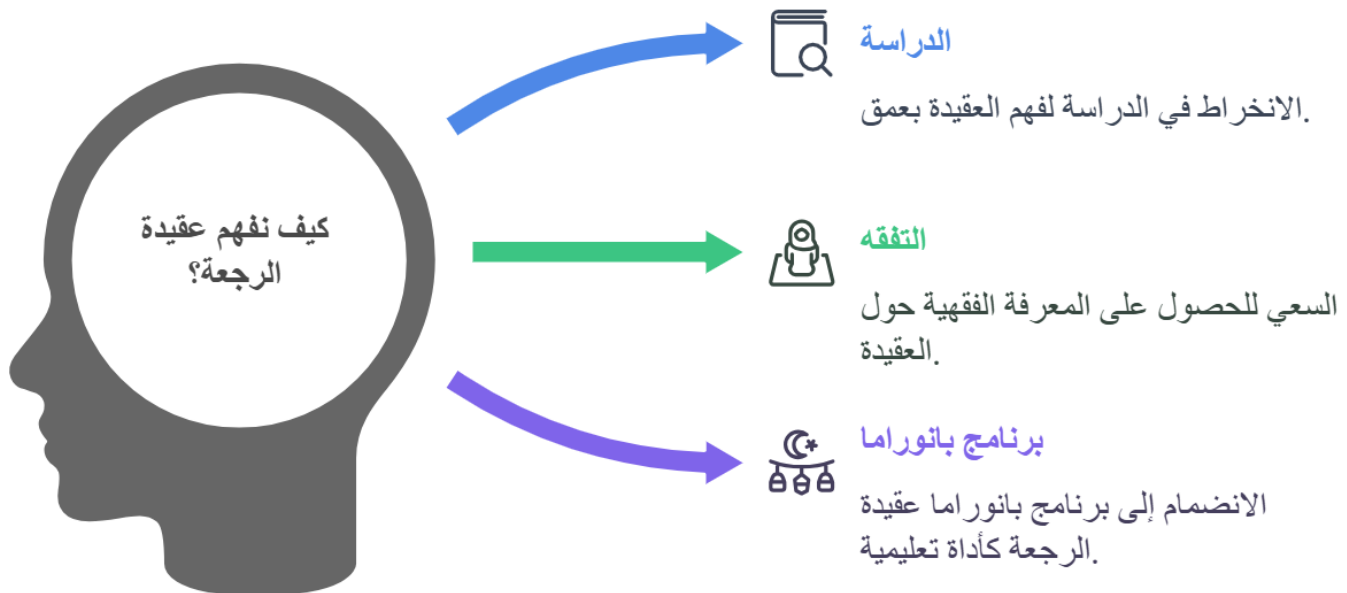 كيف نفهم عقيدة
الرجعة؟
الدراسة
الانخراط في الدراسة لفهم العقيدة بعمق.
التفقه
السعي للحصول على المعرفة الفقهية حول
العقيدة.
برنامج بانوراما
الانضمام إلى برنامج بانوراما عقيدة
الرجعة كأداة تعليمية.